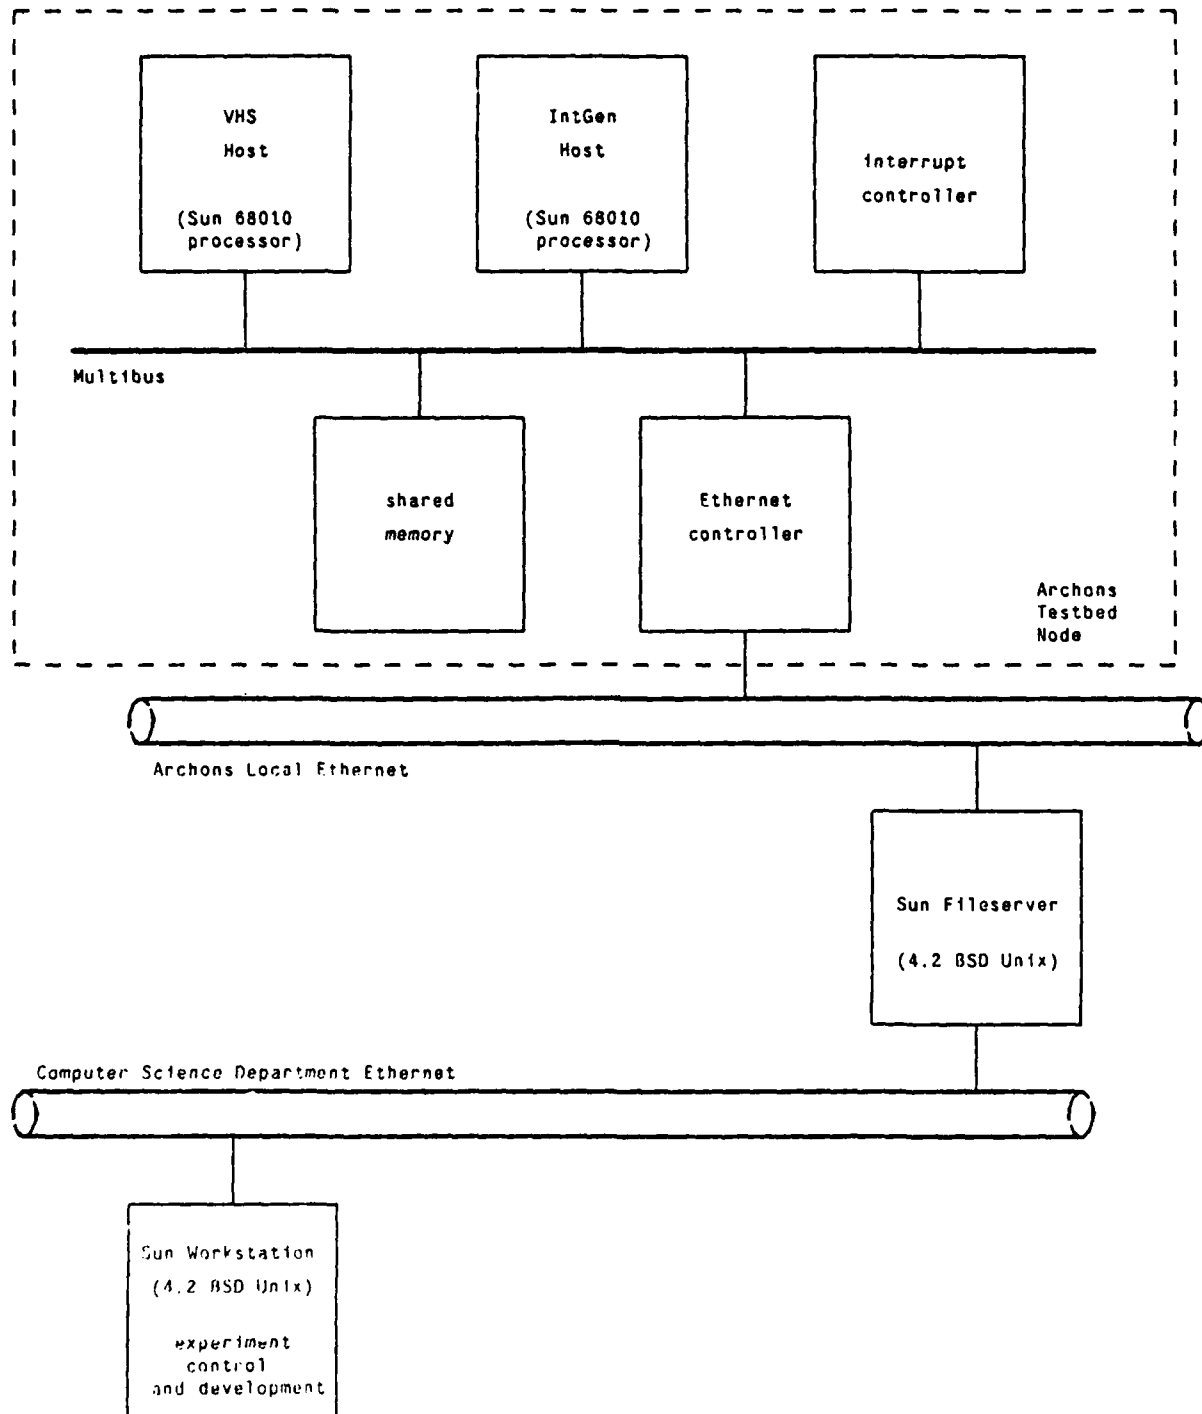 VHS
Host
(Sun 68010
processor)
IntGen
Host
(Sun 68010
processor)
interrupt
controller
Multibus
shared
memory
Ethernet
controller
Archons
Testbed
Node
Archons Local Ethernet
Sun Fileserver
(4.2 BSD Unix)
Computer Science Department Ethernet
Sun Workstation
(4.2 BSD Unix)
experiment
control
and development